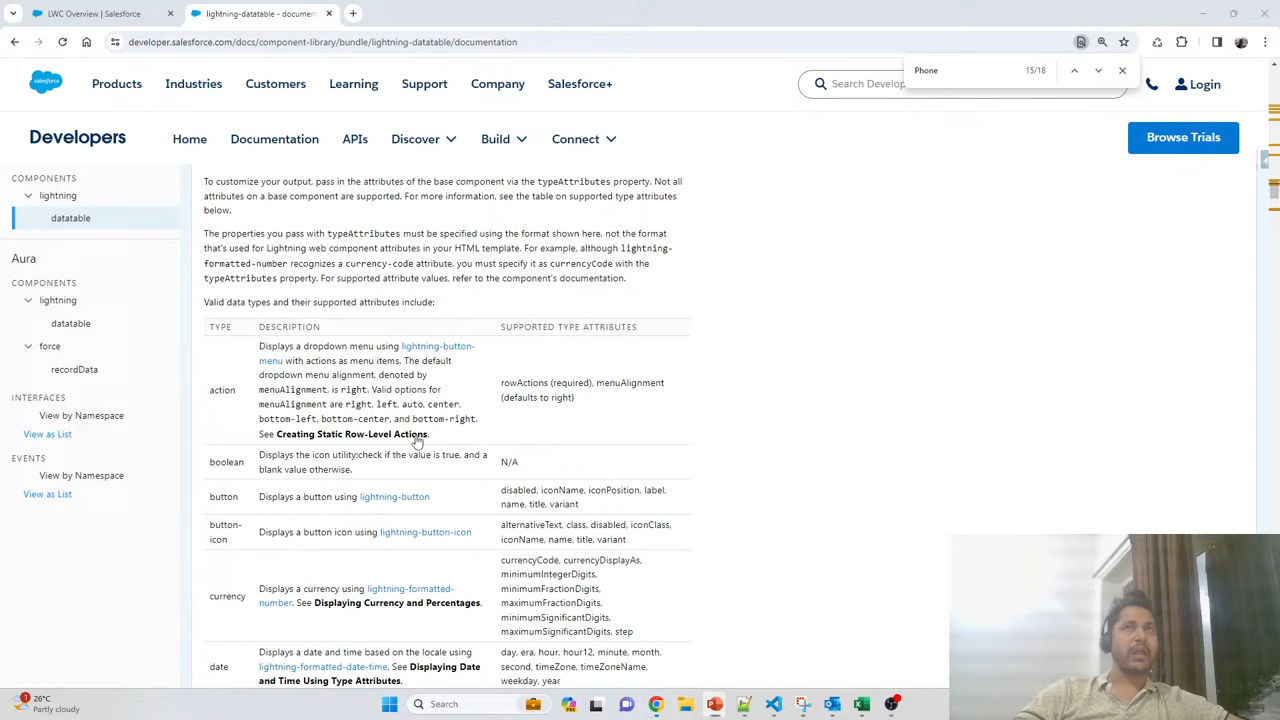 LWC Overview | Salesforce
lightning-datatable - documen
developer.salesforce.com/docs/component-library/bundle/lightning-datatable/documentation
Phone 15/18
salesforce
Products Industries Customers Learning Support Company Salesforce+
Search Develop
Login
Developers
Home Documentation APIs Discover Build Connect
Browse Trials
COMPONENTS
lightning
datatable
Aura
COMPONENTS
lightning
datatable
force
recordData
INTERFACES
View by Namespace
View as List
EVENTS
View by Namespace
View as List
To customize your output, pass in the attributes of the base component via the typeAttributes property. Not all
attributes on a base component are supported. For more information, see the table on supported type attributes
below.
The properties you pass with typeAttributes must be specified using the format shown here, not the format
that's used for Lightning web component attributes in your HTML template. For example, although lightning-
formatted-number recognizes a currency-code attribute, you must specify it as currencyCode with the
typeAttributes property. For supported attribute values, refer to the component's documentation.
Valid data types and their supported attributes include:
TYPE DESCRIPTION SUPPORTED TYPE ATTRIBUTES
action
Displays a dropdown menu using lightning-button-
menu with actions as menu items. The default
dropdown menu alignment, denoted by
menuAlignment, is right. Valid options for
menuAlignment are right, left, auto, center,
bottom-left, bottom-center, and bottom-right.
See Creating Static Row-Level Actions.
rowActions (required), menuAlignment
(defaults to right)
boolean
Displays the icon utility:check if the value is true, and a
blank value otherwise.
N/A
button
Displays a button using lightning-button
disabled, iconName, iconPosition, label,
name, title, variant
button-
icon
Displays a button icon using lightning-button-icon
alternativeText, class, disabled, iconClass,
iconName, name, title, variant
currency
Displays a currency using lightning-formatted-
number. See Displaying Currency and Percentages.
currencyCode, currencyDisplayAs,
minimumIntegerDigits,
minimumFractionDigits,
maximumFractionDigits,
minimumSignificantDigits,
maximumSignificantDigits, step
date
Displays a date and time based on the locale using
lightning-formatted-date-time. See Displaying Date
and Time Using Type Attributes.
day, era, hour, hour12, minute, month,
second, timeZone, timeZoneName,
weekday, year
1
26°C
Partly cloudy
Search